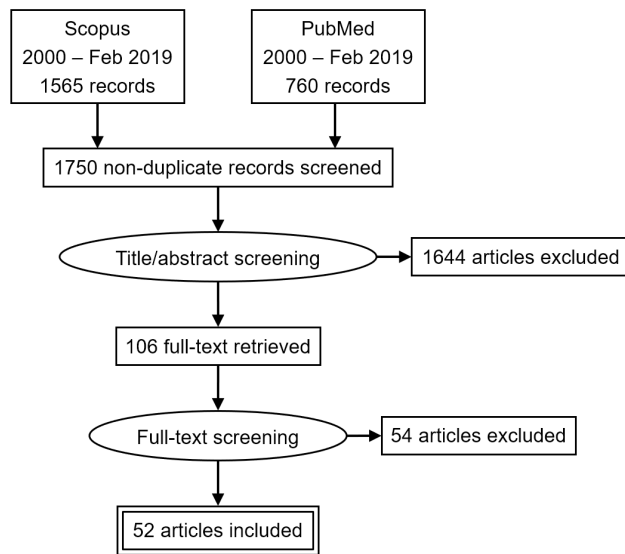 Scopus
2000 – Feb 2019
1565 records
PubMed
2000 – Feb 2019
760 records
1750 non-duplicate records screened
Title/abstract screening
1644 articles excluded
106 full-text retrieved
Full-text screening
54 articles excluded
52 articles included